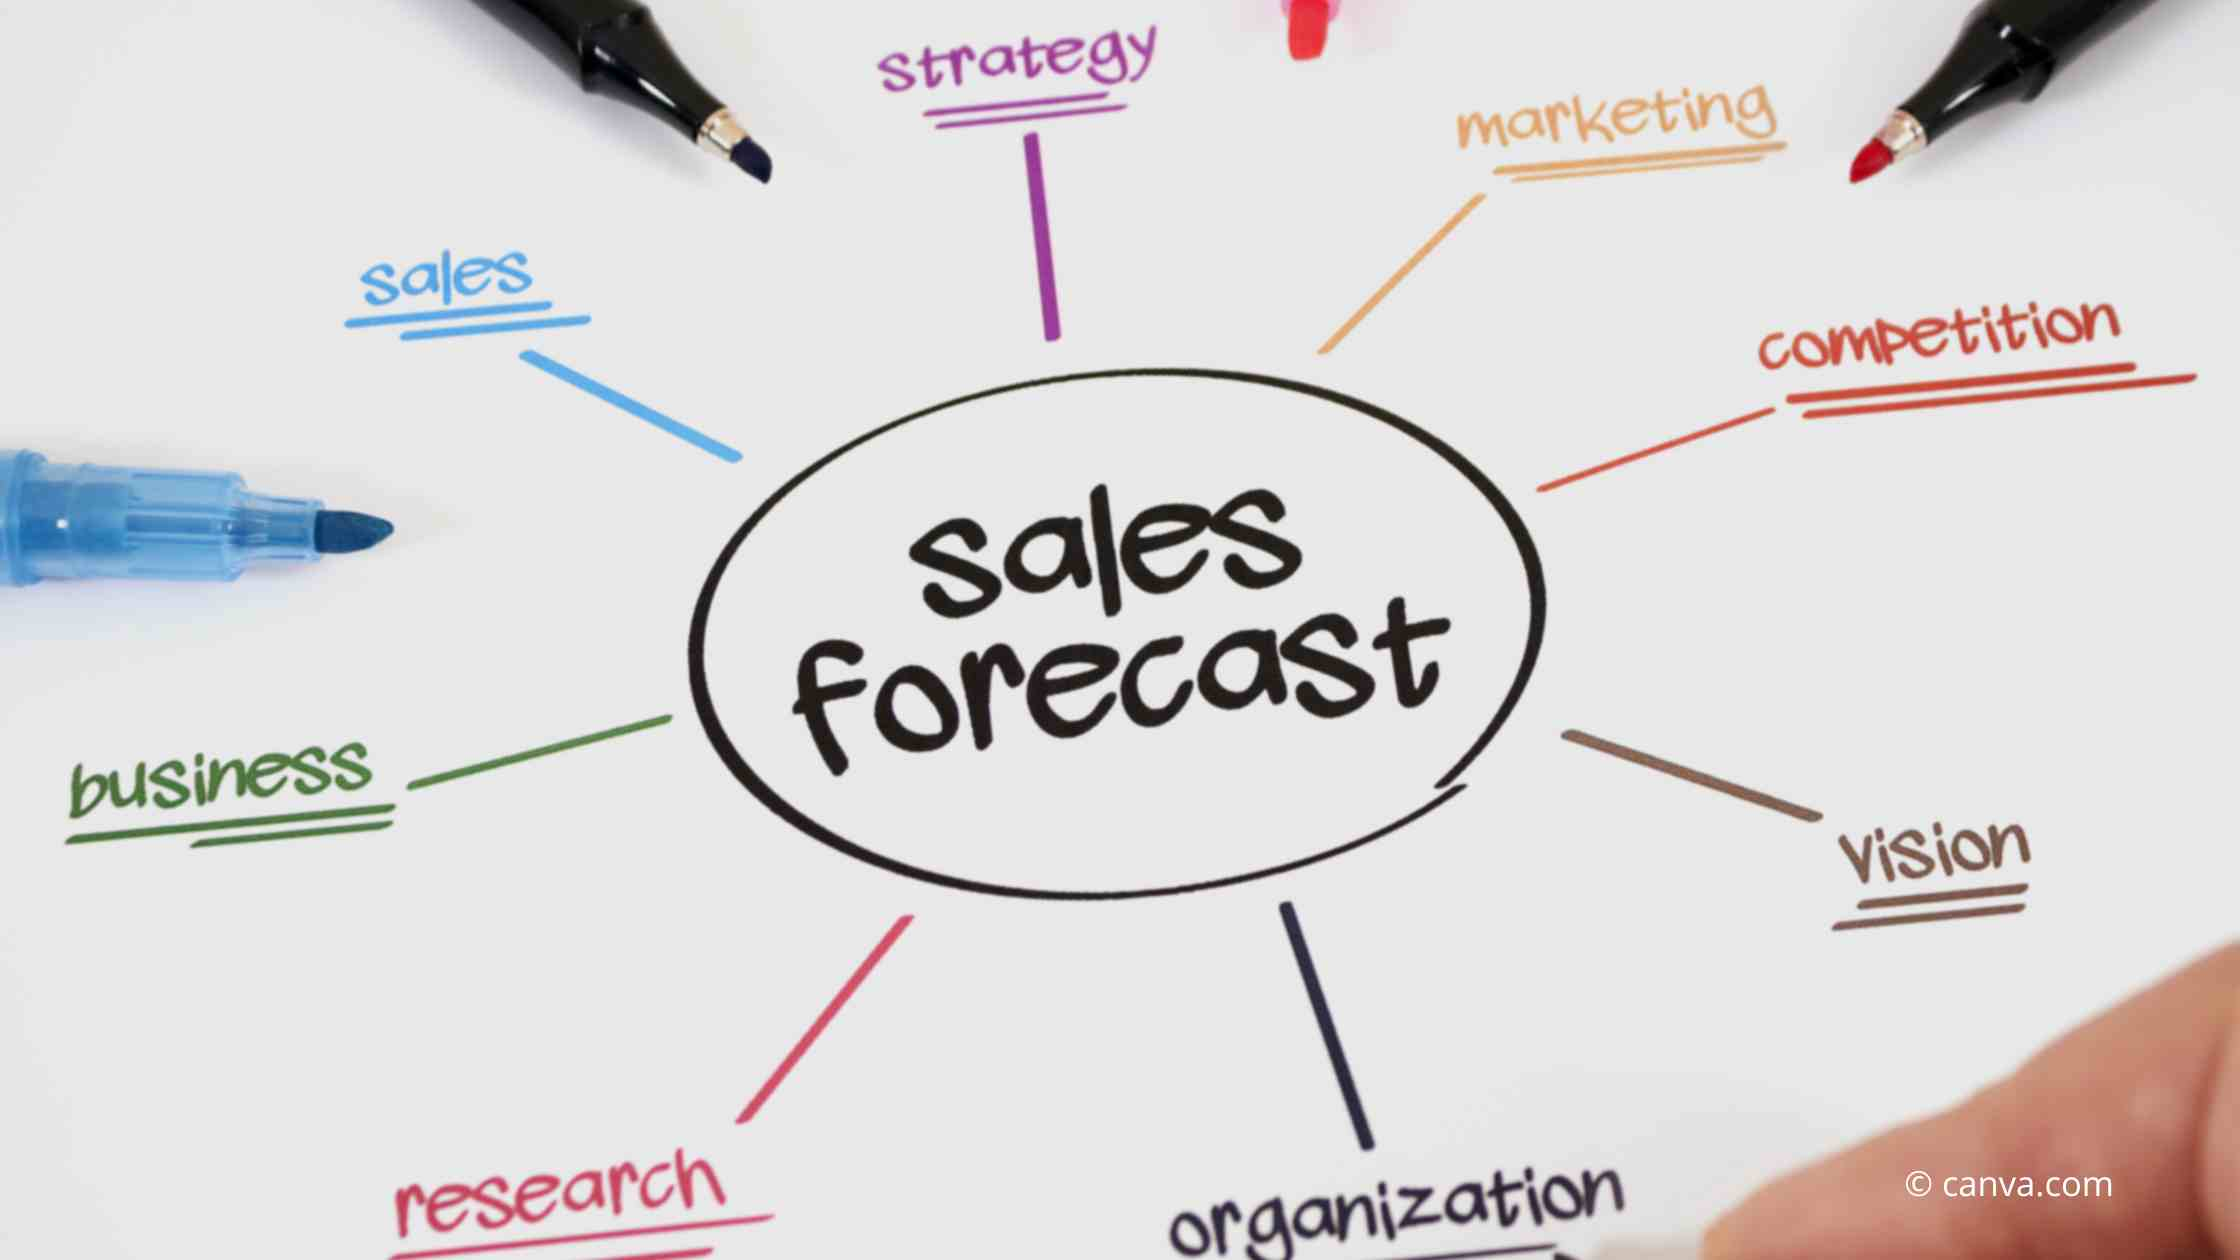 strategy
marketing
sales
competition
sales
forecast
business
vision
research
organization
© canva.com